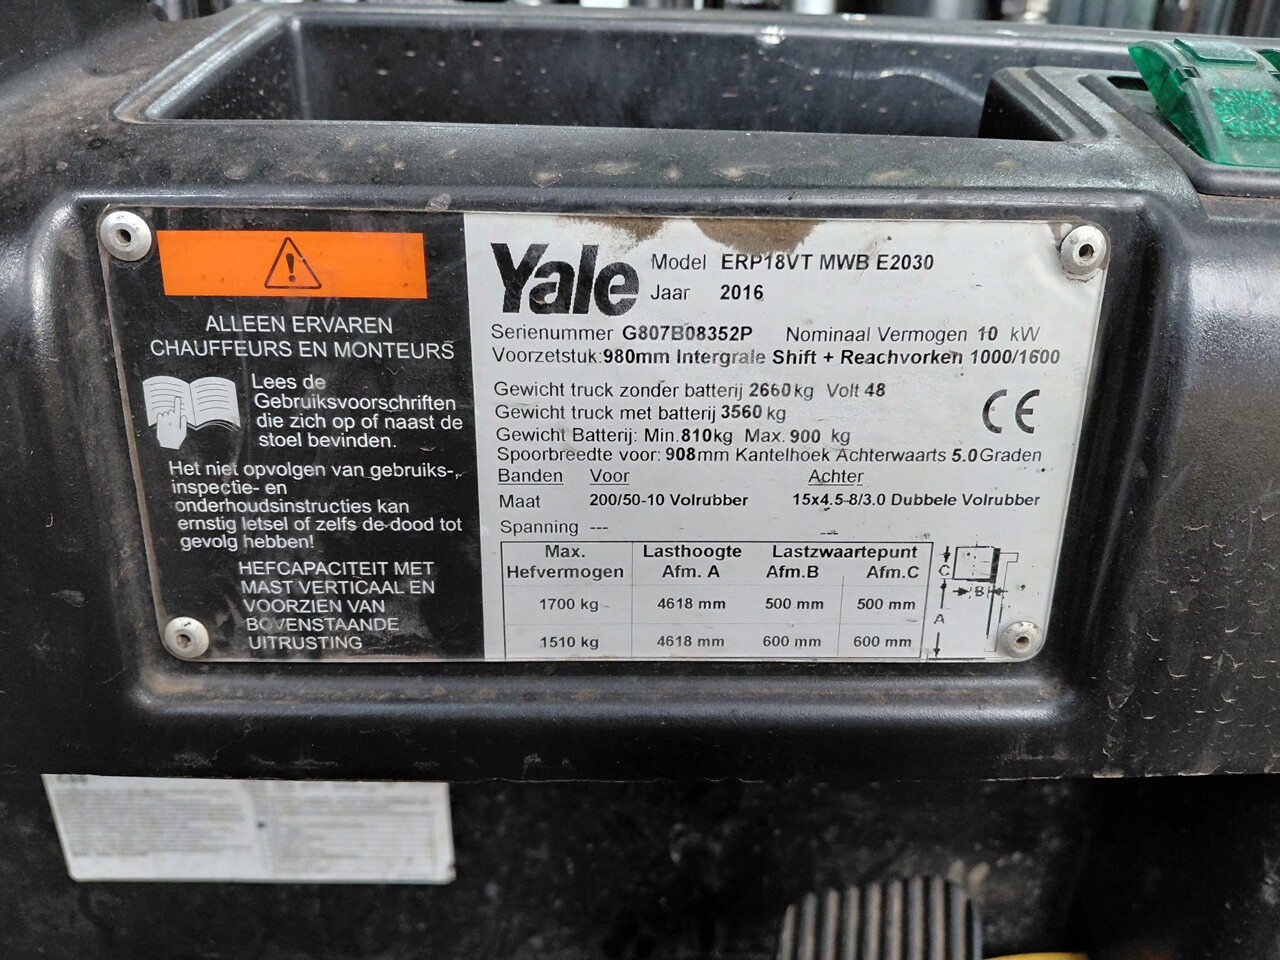 ALLEEN ERVAREN
CHAUFFEURS EN MONTEURS
Lees de
Gebruiksvoorschriften
die zich op of naast de
stoel bevinden.
Het niet opvolgen van gebruiks-,
inspectie- en
onderhoudsinstructies kan
ernstig letsel of zelfs de dood tot
gevolg hebben!
HEFCAPACITEIT MET
MAST VERTICAAL EN
VOORZIEN VAN
BOVENSTAANDE
UITRUSTING
Yale
Model ERP18VT MWB E2030
Jaar 2016
Serienummer G807B08352P Nominaal Vermogen 10 kW
Voorzetstuk: 980mm Intergrale Shift + Reachvorken 1000/1600
Gewicht truck zonder batterij 2660 kg Volt 48
Gewicht truck met batterij 3560 kg
Gewicht Batterij: Min. 810kg Max. 900 kg
CE
Spoorbreedte voor: 908mm Kantelhoek Achterwaarts 5.0 Graden
Banden Voor Achter
Maat 200/50-10 Volrubber 15x4.5-8/3.0 Dubbele Volrubber
Spanning --- ---
Max. Lasthoogte Lastzwaartepunt
Hefvermogen Afm. A Afm.B Afm.C
1700 kg 4618 mm 500 mm 500 mm
1510 kg 4618 mm 600 mm 600 mm
C
B
A